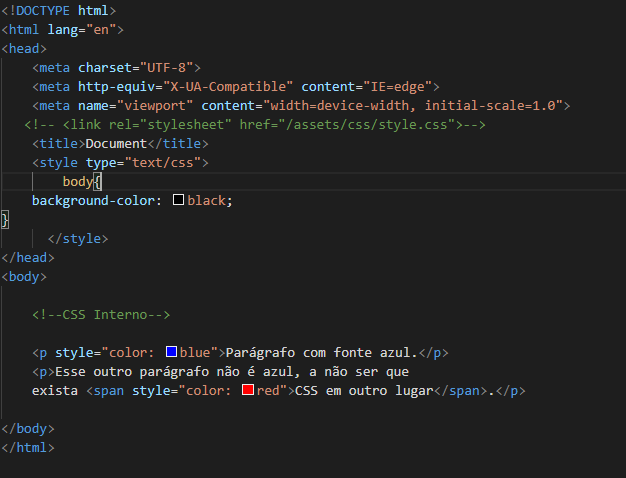 <!DOCTYPE html>
<html lang="en">
<head>
    <meta charset="UTF-8">
    <meta http-equiv="X-UA-Compatible" content="IE=edge">
    <meta name="viewport" content="width=device-width, initial-scale=1.0">
   <!-- <link rel="stylesheet" href="/assets/css/style.css">-->
    <title>Document</title>
    <style type="text/css">
        body{
    background-color: black;
}
      </style>
</head>
<body>
    <!--CSS Interno-->
    <p style="color: blue">Parágrafo com fonte azul.</p>
    <p>Esse outro parágrafo não é azul, a não ser que
    exista <span style="color: red">CSS em outro lugar</span>.</p>
</body>
</html>